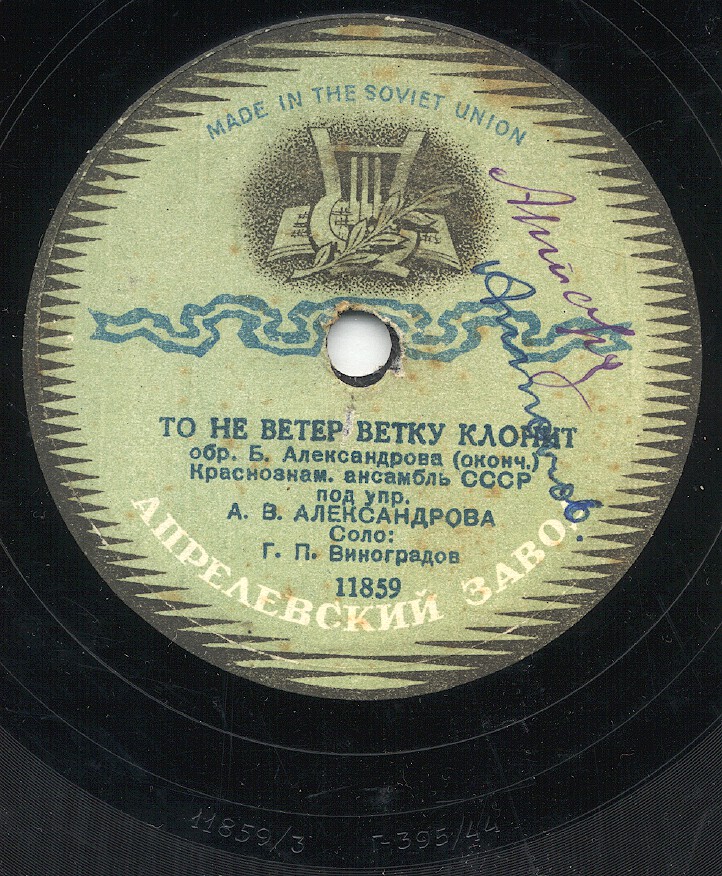 MADE IN THE SOVIET UNION
ТО НЕ ВЕТЕР ВЕТКУ КЛОНИТ
обр. Б. Александрова (оконч.)
Краснознам. ансамбль СССР
под упр.
А. В. АЛЕКСАНДРОВА
Соло:
Г. П. Виноградов
11859
АПРЕЛЕВСКИЙ ЗАВОД
11859/3 Г-395/44